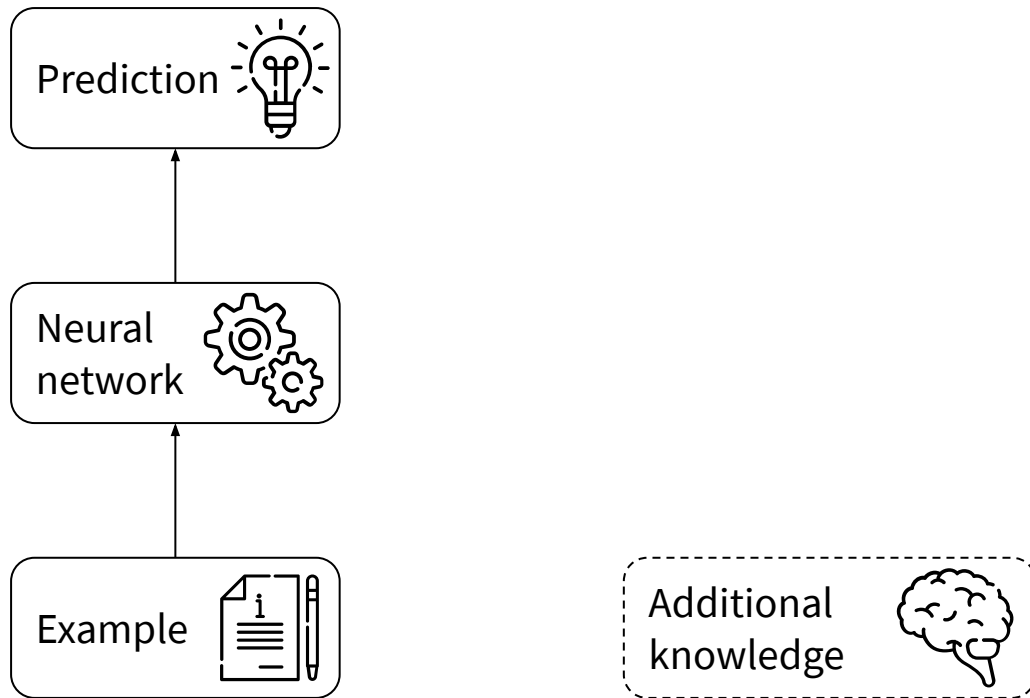 Prediction
Neural
network
Example
i
Additional
knowledge